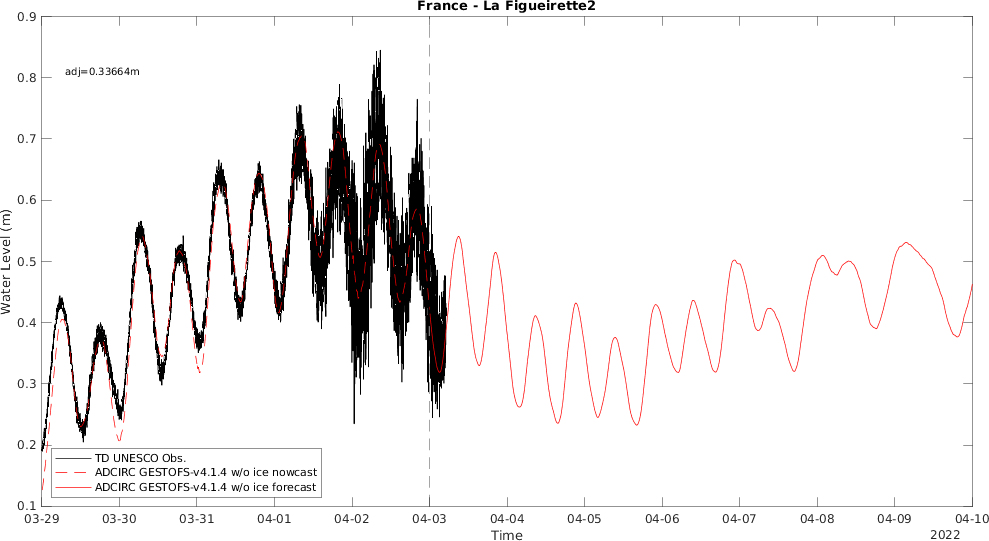 France - La Figueirette2
adj=0.33664m
0.9
0.8
0.7
0.6
0.5
0.4
0.3
0.2
0.1
Water Level (m)
TD UNESCO Obs.
ADCIRC GESTOFS-v4.1.4 w/o ice nowcast
ADCIRC GESTOFS-v4.1.4 w/o ice forecast
03-29 03-30 03-31 04-01 04-02 04-03 04-04 04-05 04-06 04-07 04-08 04-09 04-10
Time
2022